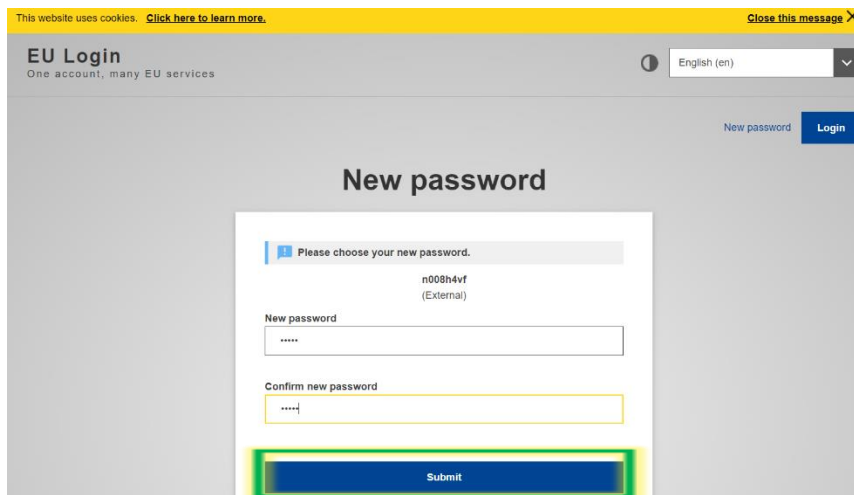 This website uses cookies. Click here to learn more. Close this message X
EU Login
One account, many EU services
English (en)
New password Login
New password
! Please choose your new password.
n008h4vf
(External)
New password
•••••
Confirm new password
•••••
Submit